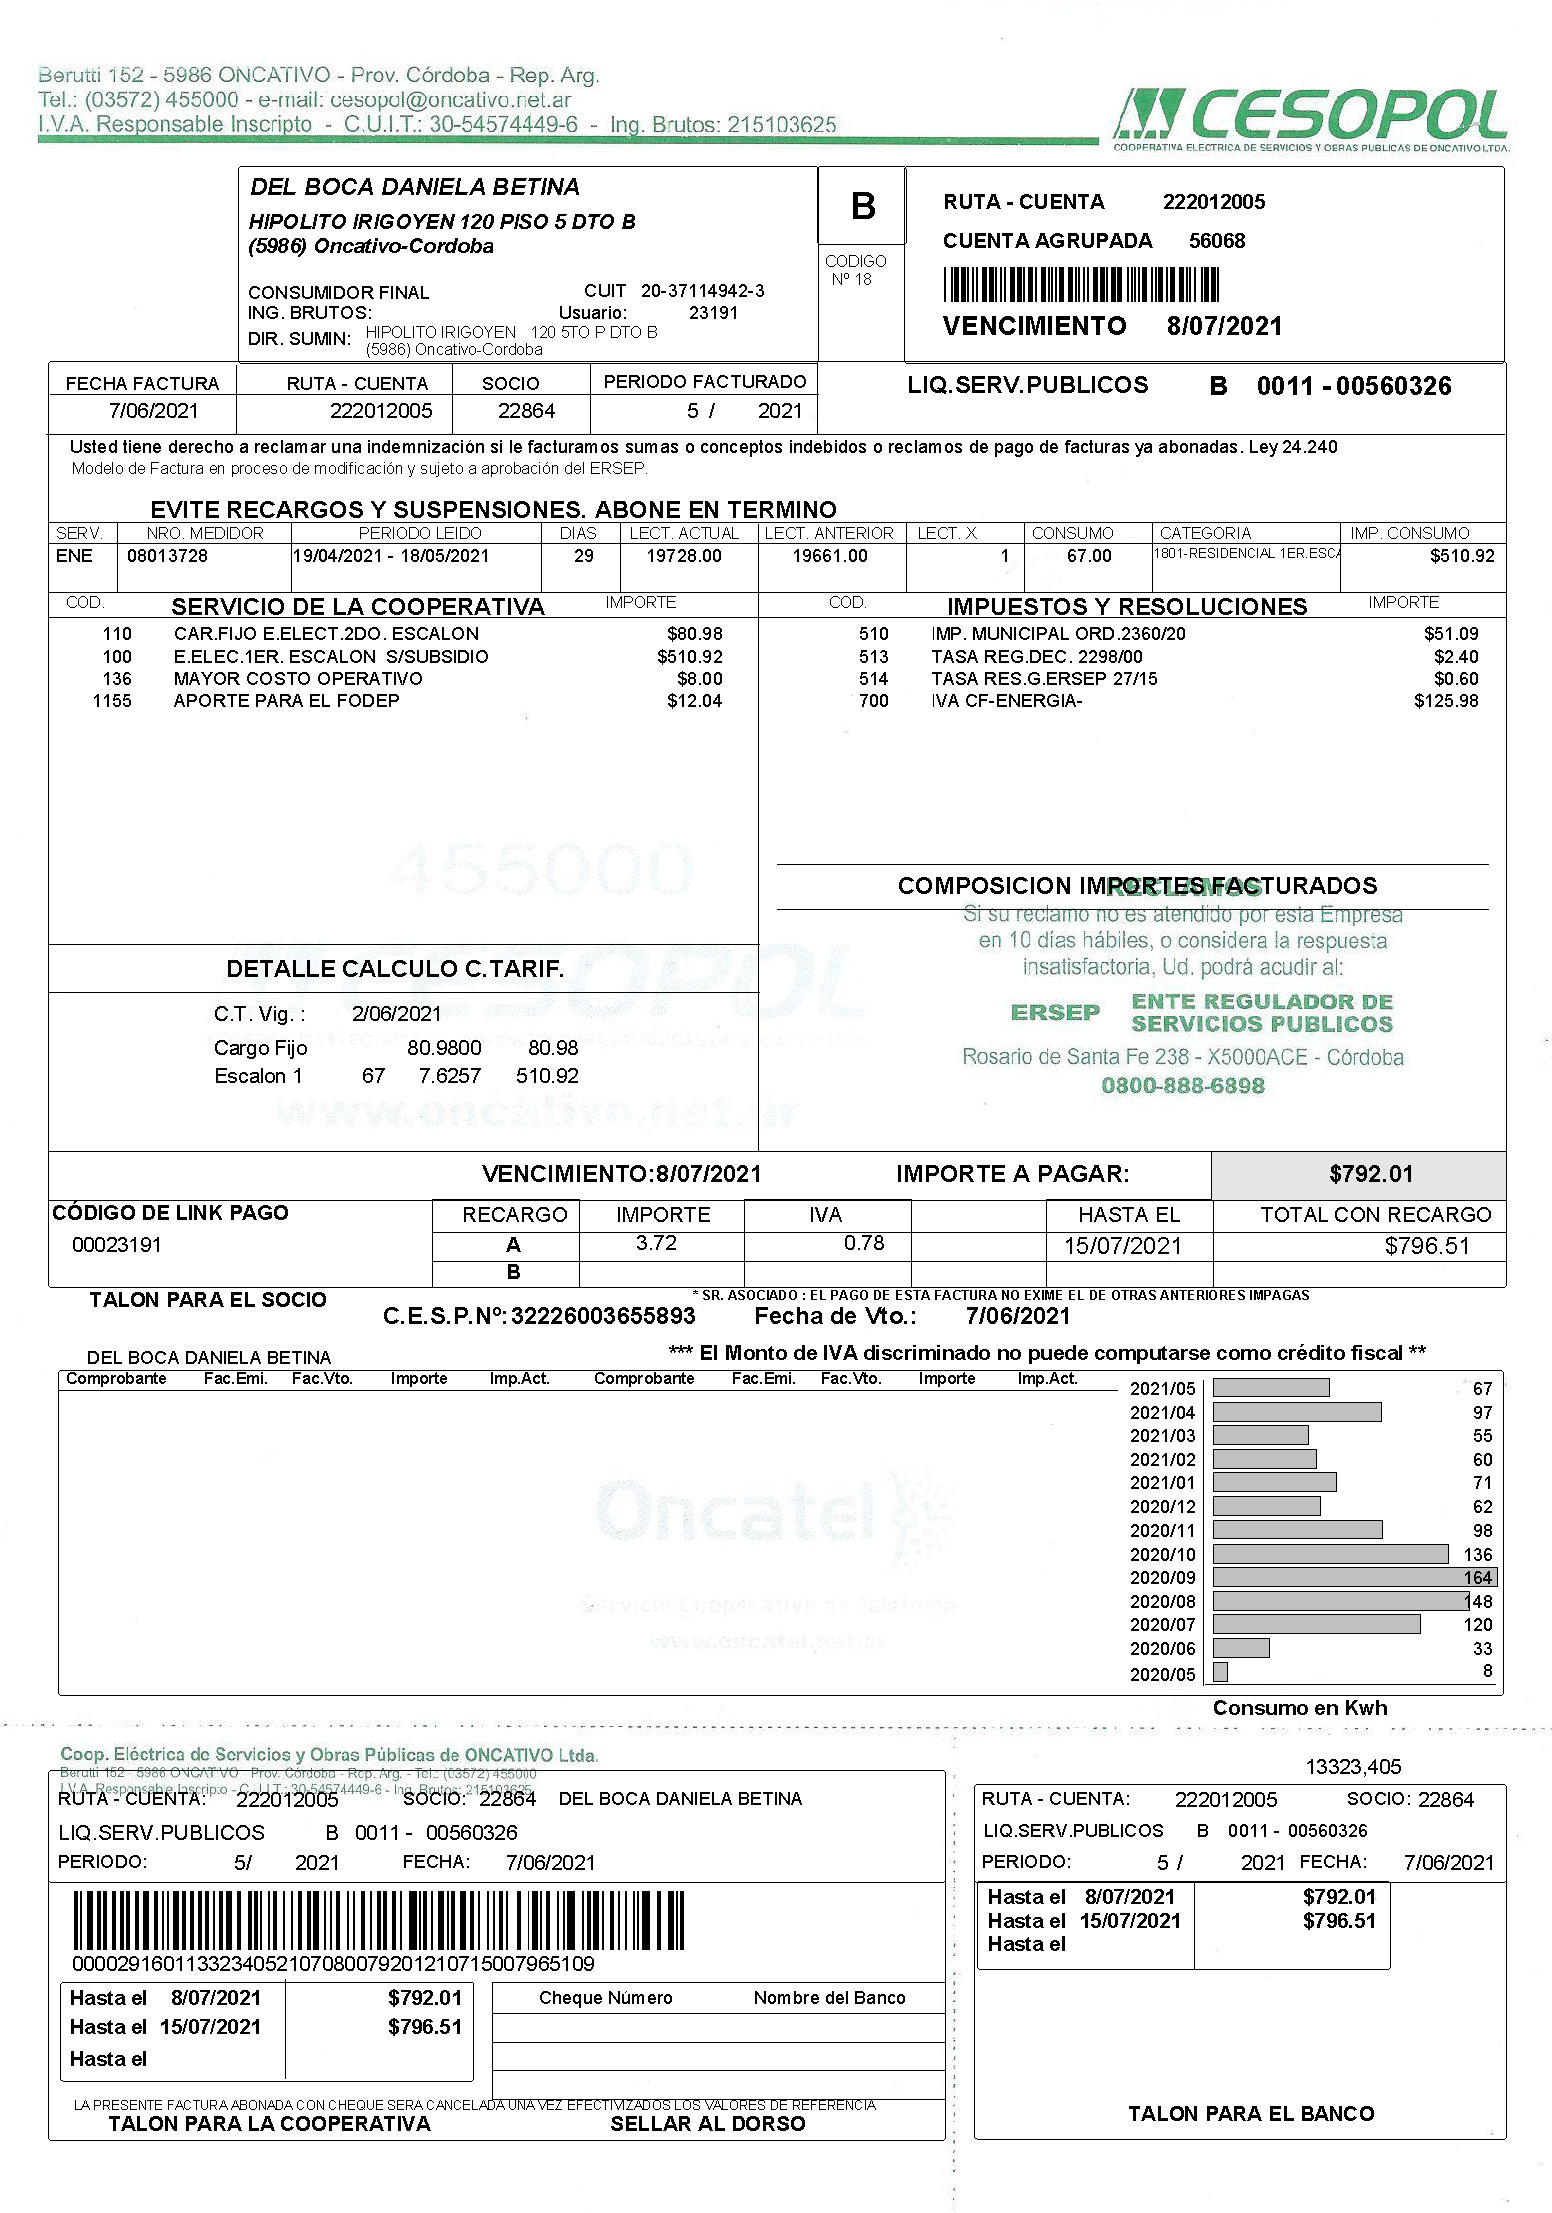 Berutti 152 - 5986 ONCATIVO - Prov. Córdoba - Rep. Arg.
Tel.: (03572) 455000 - e-mail: cesopol@oncativo.net.ar
I.V.A. Responsable Inscripto - C.U.I.T.: 30-54574449-6 - Ing. Brutos: 215103625
CESOPOL
COOPERATIVA ELECTRICA DE SERVICIOS Y OBRAS PUBLICAS DE ONCATIVO LTDA.
DEL BOCA DANIELA BETINA
HIPOLITO IRIGOYEN 120 PISO 5 DTO B
(5986) Oncativo-Cordoba
CONSUMIDOR FINAL CUIT 20-37114942-3
ING. BRUTOS: Usuario: 23191
DIR. SUMIN: HIPOLITO IRIGOYEN 120 5TO P DTO B
(5986) Oncativo-Cordoba
B
CODIGO
Nº 18
RUTA - CUENTA 222012005
CUENTA AGRUPADA 56068
VENCIMIENTO 8/07/2021
FECHA FACTURA RUTA - CUENTA SOCIO PERIODO FACTURADO
7/06/2021 222012005 22864 5 / 2021
LIQ.SERV.PUBLICOS B 0011 - 00560326
Usted tiene derecho a reclamar una indemnización si le facturamos sumas o conceptos indebidos o reclamos de pago de facturas ya abonadas. Ley 24.240
Modelo de Factura en proceso de modificación y sujeto a aprobación del ERSEP.
EVITE RECARGOS Y SUSPENSIONES. ABONE EN TERMINO
SERV. NRO. MEDIDOR PERIODO LEIDO DIAS LECT. ACTUAL LECT. ANTERIOR LECT. X CONSUMO CATEGORIA IMP. CONSUMO
ENE 08013728 19/04/2021 - 18/05/2021 29 19728.00 19661.00 1 67.00 1801-RESIDENCIAL 1ER.ESCA $510.92
COD. SERVICIO DE LA COOPERATIVA IMPORTE COD. IMPUESTOS Y RESOLUCIONES IMPORTE
110 CAR.FIJO E.ELECT.2DO. ESCALON $80.98 510 IMP. MUNICIPAL ORD.2360/20 $51.09
100 E.ELEC.1ER. ESCALON S/SUBSIDIO $510.92 513 TASA REG.DEC. 2298/00 $2.40
136 MAYOR COSTO OPERATIVO $8.00 514 TASA RES.G.ERSEP 27/15 $0.60
1155 APORTE PARA EL FODEP $12.04 700 IVA CF-ENERGIA- $125.98
455000
CESOPOL
www.oncativo.net.ar
COMPOSICION IMPORTES FACTURADOS
RECLAMOS
Si su reclamo no es atendido por esta Empresa
en 10 días hábiles, o considera la respuesta
insatisfactoria, Ud. podrá acudir al:
ERSEP ENTE REGULADOR DE
SERVICIOS PUBLICOS
Rosario de Santa Fe 238 - X5000ACE - Córdoba
0800-888-6898
DETALLE CALCULO C.TARIF.
C.T. Vig. : 2/06/2021
Cargo Fijo 80.9800 80.98
Escalon 1 67 7.6257 510.92
VENCIMIENTO:8/07/2021 IMPORTE A PAGAR: $792.01
CÓDIGO DE LINK PAGO RECARGO IMPORTE IVA HASTA EL TOTAL CON RECARGO
00023191 A 3.72 0.78 15/07/2021 $796.51
B
TALON PARA EL SOCIO * SR. ASOCIADO : EL PAGO DE ESTA FACTURA NO EXIME EL DE OTRAS ANTERIORES IMPAGAS
C.E.S.P.Nº: 32226003655893 Fecha de Vto.: 7/06/2021
DEL BOCA DANIELA BETINA *** El Monto de IVA discriminado no puede computarse como crédito fiscal **
Comprobante Fac.Emi. Fac.Vto. Importe Imp.Act. Comprobante Fac.Emi. Fac.Vto. Importe Imp.Act.
2021/05 67
2021/04 97
2021/03 55
2021/02 60
2021/01 71
2020/12 62
2020/11 98
2020/10 136
2020/09 164
2020/08 148
2020/07 120
2020/06 33
2020/05 8
Consumo en Kwh
Oncatel
Servicio Cooperativo de Telefonía
www.oncatel.net.ar
Coop. Eléctrica de Servicios y Obras Públicas de ONCATIVO Ltda.
Berutti 152 - 5986 ONCATIVO - Prov. Córdoba - Rep. Arg. - Tel.: (03572) 455000
I.V.A. Responsable Inscripto - C.U.I.T.: 30-54574449-6 - Ing. Brutos: 215103625
RUTA - CUENTA: 222012005 SOCIO: 22864 DEL BOCA DANIELA BETINA
LIQ.SERV.PUBLICOS B 0011 - 00560326
PERIODO: 5/ 2021 FECHA: 7/06/2021
0000291601133234052107080079201210715007965109
Hasta el 8/07/2021 $792.01
Hasta el 15/07/2021 $796.51
Hasta el
Cheque Número Nombre del Banco
LA PRESENTE FACTURA ABONADA CON CHEQUE SERA CANCELADA UNA VEZ EFECTIVIZADOS LOS VALORES DE REFERENCIA
TALON PARA LA COOPERATIVA SELLAR AL DORSO
13323,405
RUTA - CUENTA: 222012005 SOCIO: 22864
LIQ.SERV.PUBLICOS B 0011 - 00560326
PERIODO: 5 / 2021 FECHA: 7/06/2021
Hasta el 8/07/2021 $792.01
Hasta el 15/07/2021 $796.51
Hasta el
TALON PARA EL BANCO